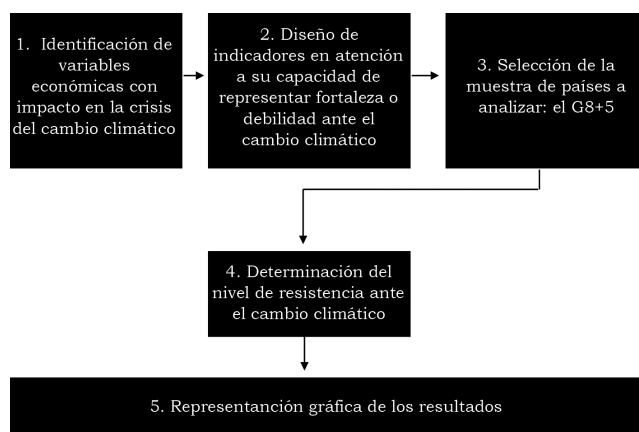 1. Identificación de
variables
económicas con
impacto en la crisis
del cambio climático
2. Diseño de
indicadores en atención
a su capacidad de
representar fortaleza o
debilidad ante el
cambio climático
3. Selección de la
muestra de países a
analizar: el G8+5
4. Determinación del
nivel de resistencia ante
el cambio climático
5. Representanción gráfica de los resultados